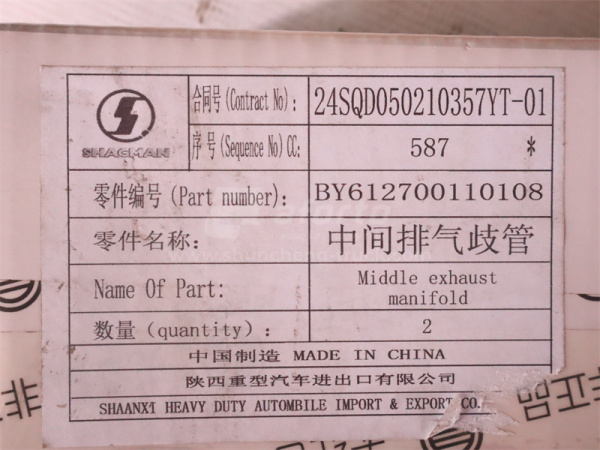 合同号(Contract No): 24SQD050210357YT-01
SHACMAN
序号(Sequence No)CC: 587 *
零件编号(Part number): BY612700110108
零件名称: 中间排气歧管
Name Of Part: Middle exhaust
manifold
数量(quantity): 2
中国制造 MADE IN CHINA
陕西重型汽车进出口有限公司
SHAANXI HEAVY DUTY AUTOMBILE IMPORT & EXPORT CO.
非正品